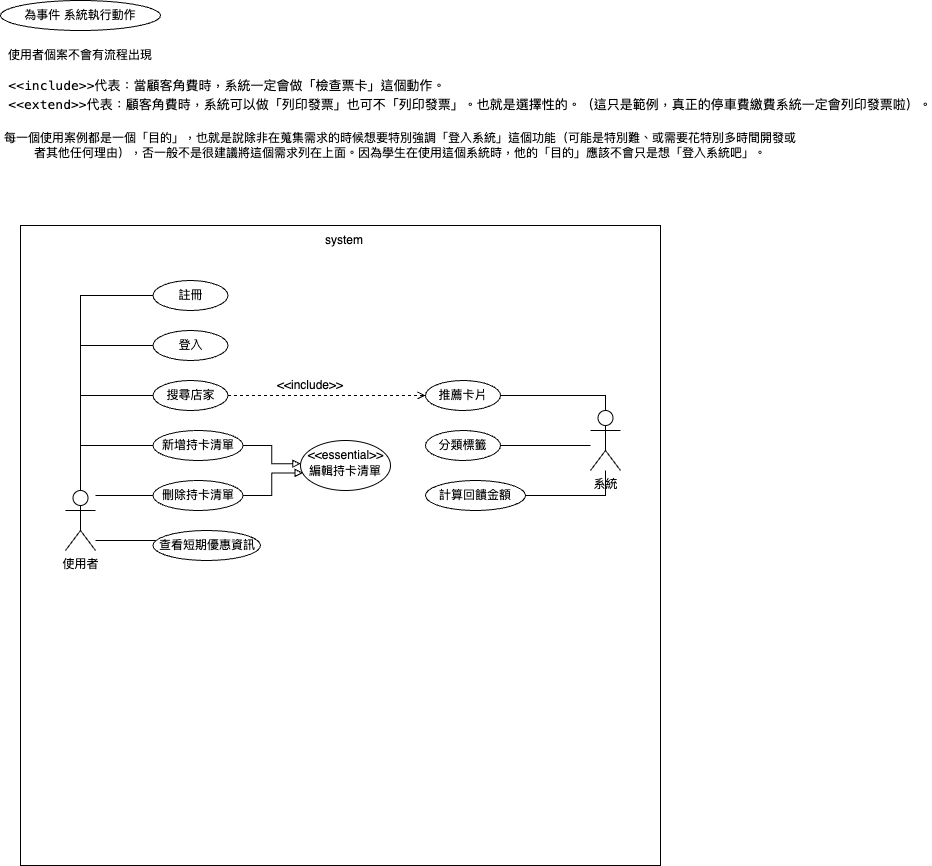 為事件 系統執行動作
使用者個案不會有流程出現
<<include>>代表：當顧客角費時，系統一定會做「檢查票卡」這個動作。
<<extend>>代表：顧客角費時，系統可以做「列印發票」也可不「列印發票」。也就是選擇性的。（這只是範例，真正的停車費繳費系統一定會列印發票啦）。
每一個使用案例都是一個「目的」，也就是說除非在蒐集需求的時候想要特別強調「登入系統」這個功能（可能是特別難、或需要花特別多時間開發或
者其他任何理由），否一般不是很建議將這個需求列在上面。因為學生在使用這個系統時，他的「目的」應該不會只是想「登入系統吧」。
system
註冊
登入
搜尋店家
<<include>>
推薦卡片
新增持卡清單
<<essential>>
編輯持卡清單
分類標籤
刪除持卡清單
計算回饋金額
系統
查看短期優惠資訊
使用者